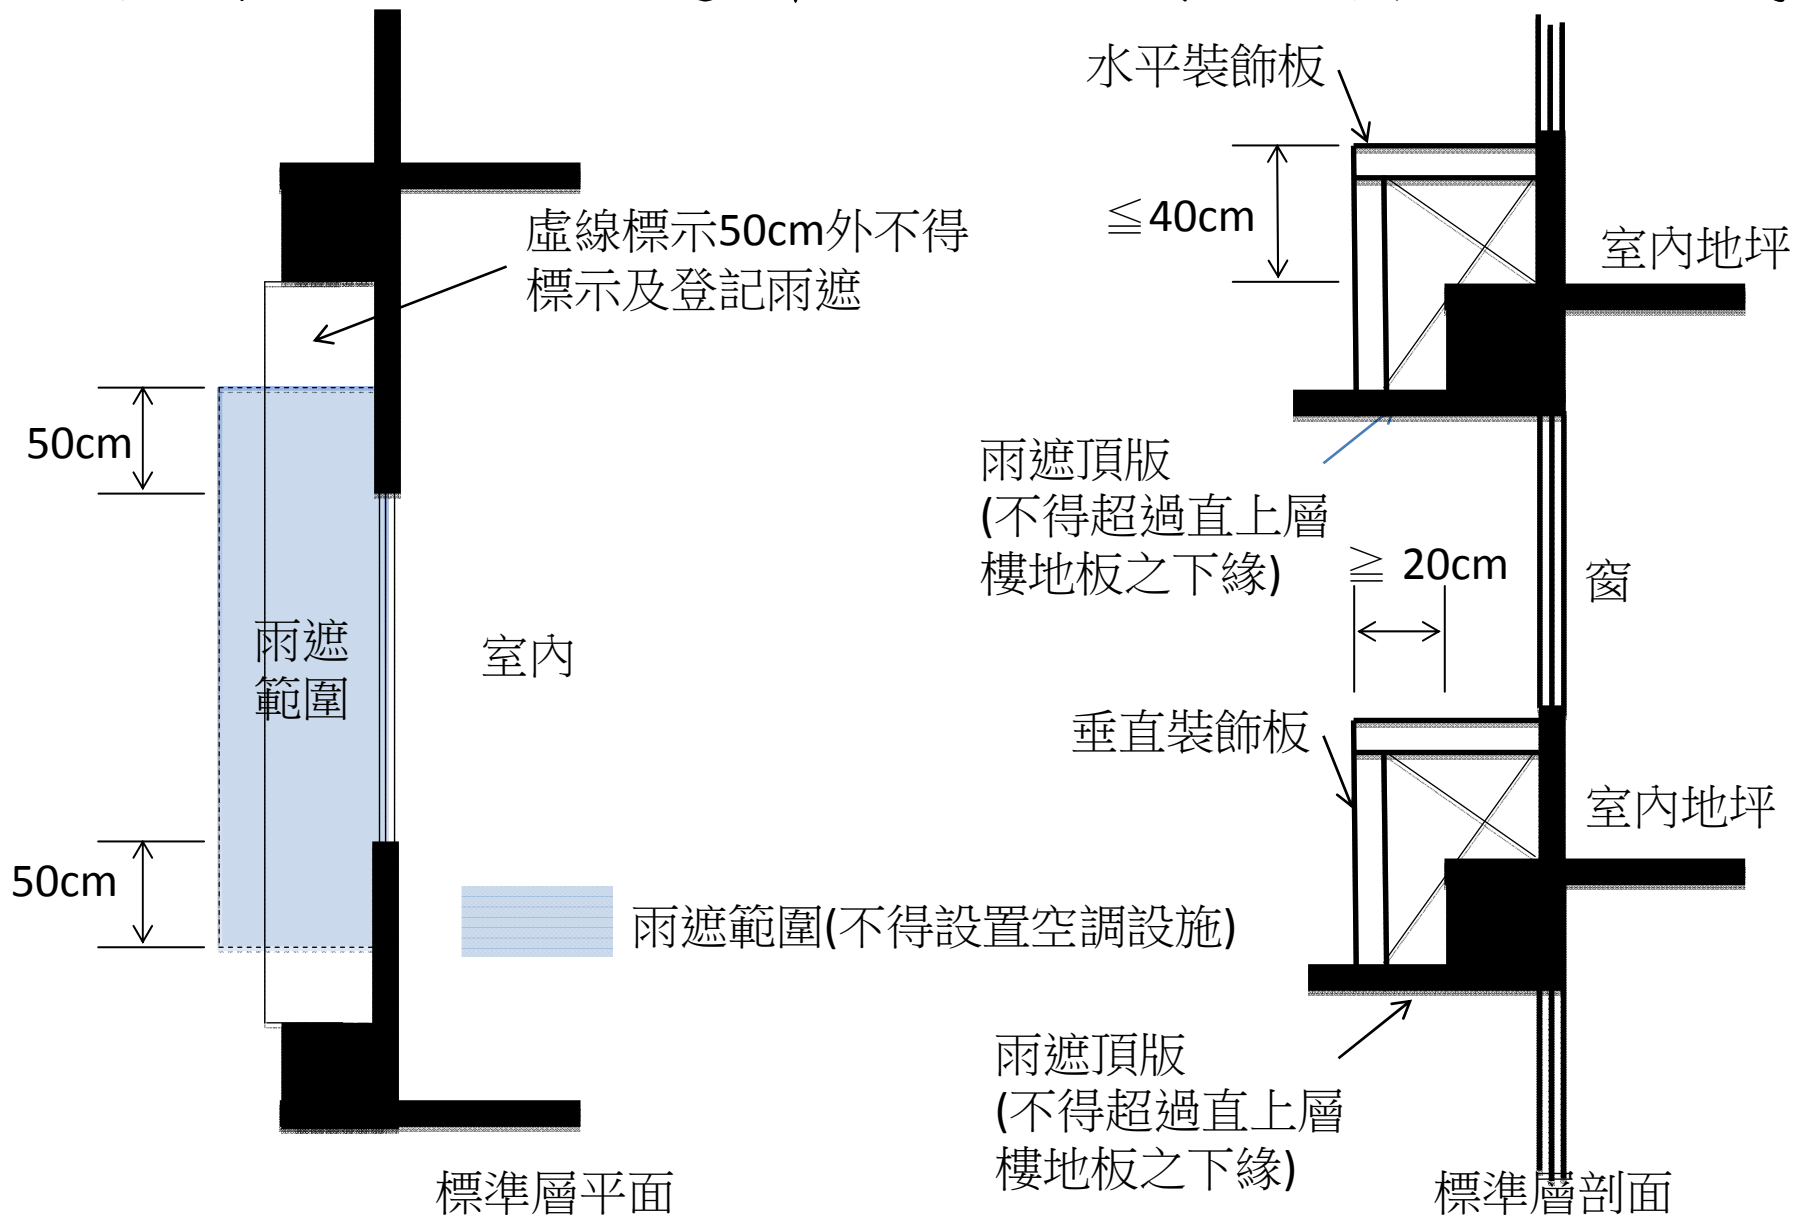 水平裝飾板
≦40cm
室內地坪
虛線標示50cm外不得
標示及登記雨遮
50cm
雨遮頂版
(不得超過直上層
樓地板之下緣)
≧ 20cm
窗
雨遮
範圍
室內
垂直裝飾板
室內地坪
50cm
雨遮範圍(不得設置空調設施)
雨遮頂版
(不得超過直上層
樓地板之下緣)
標準層平面
標準層剖面